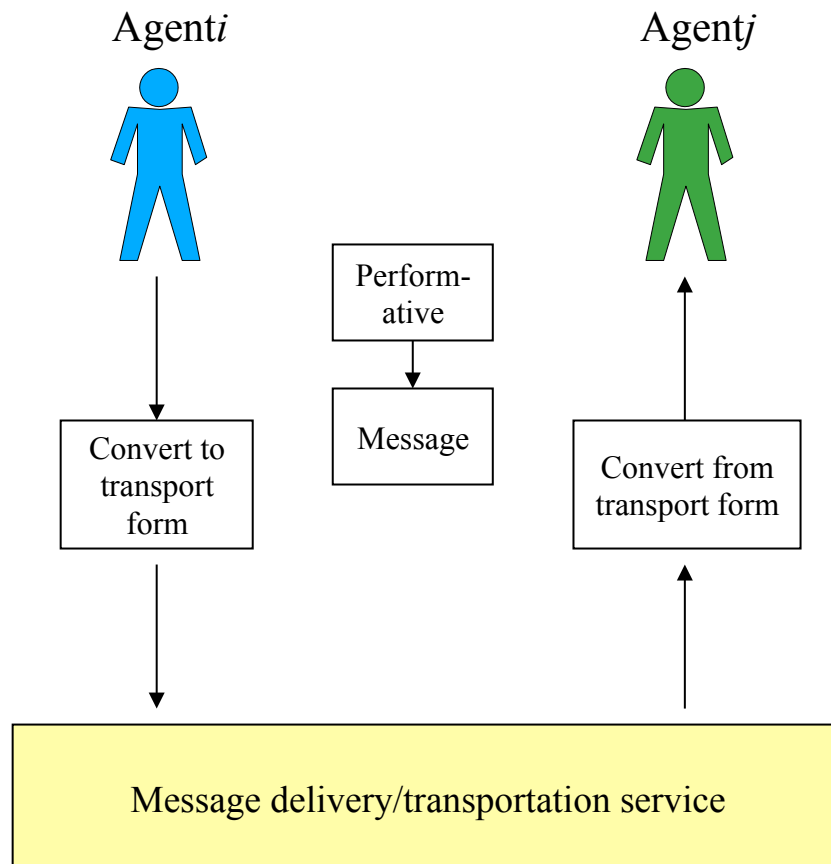 Agenti
Agentj
Perform-
ative
Message
Convert to
transport
form
Convert from
transport form
Message delivery/transportation service